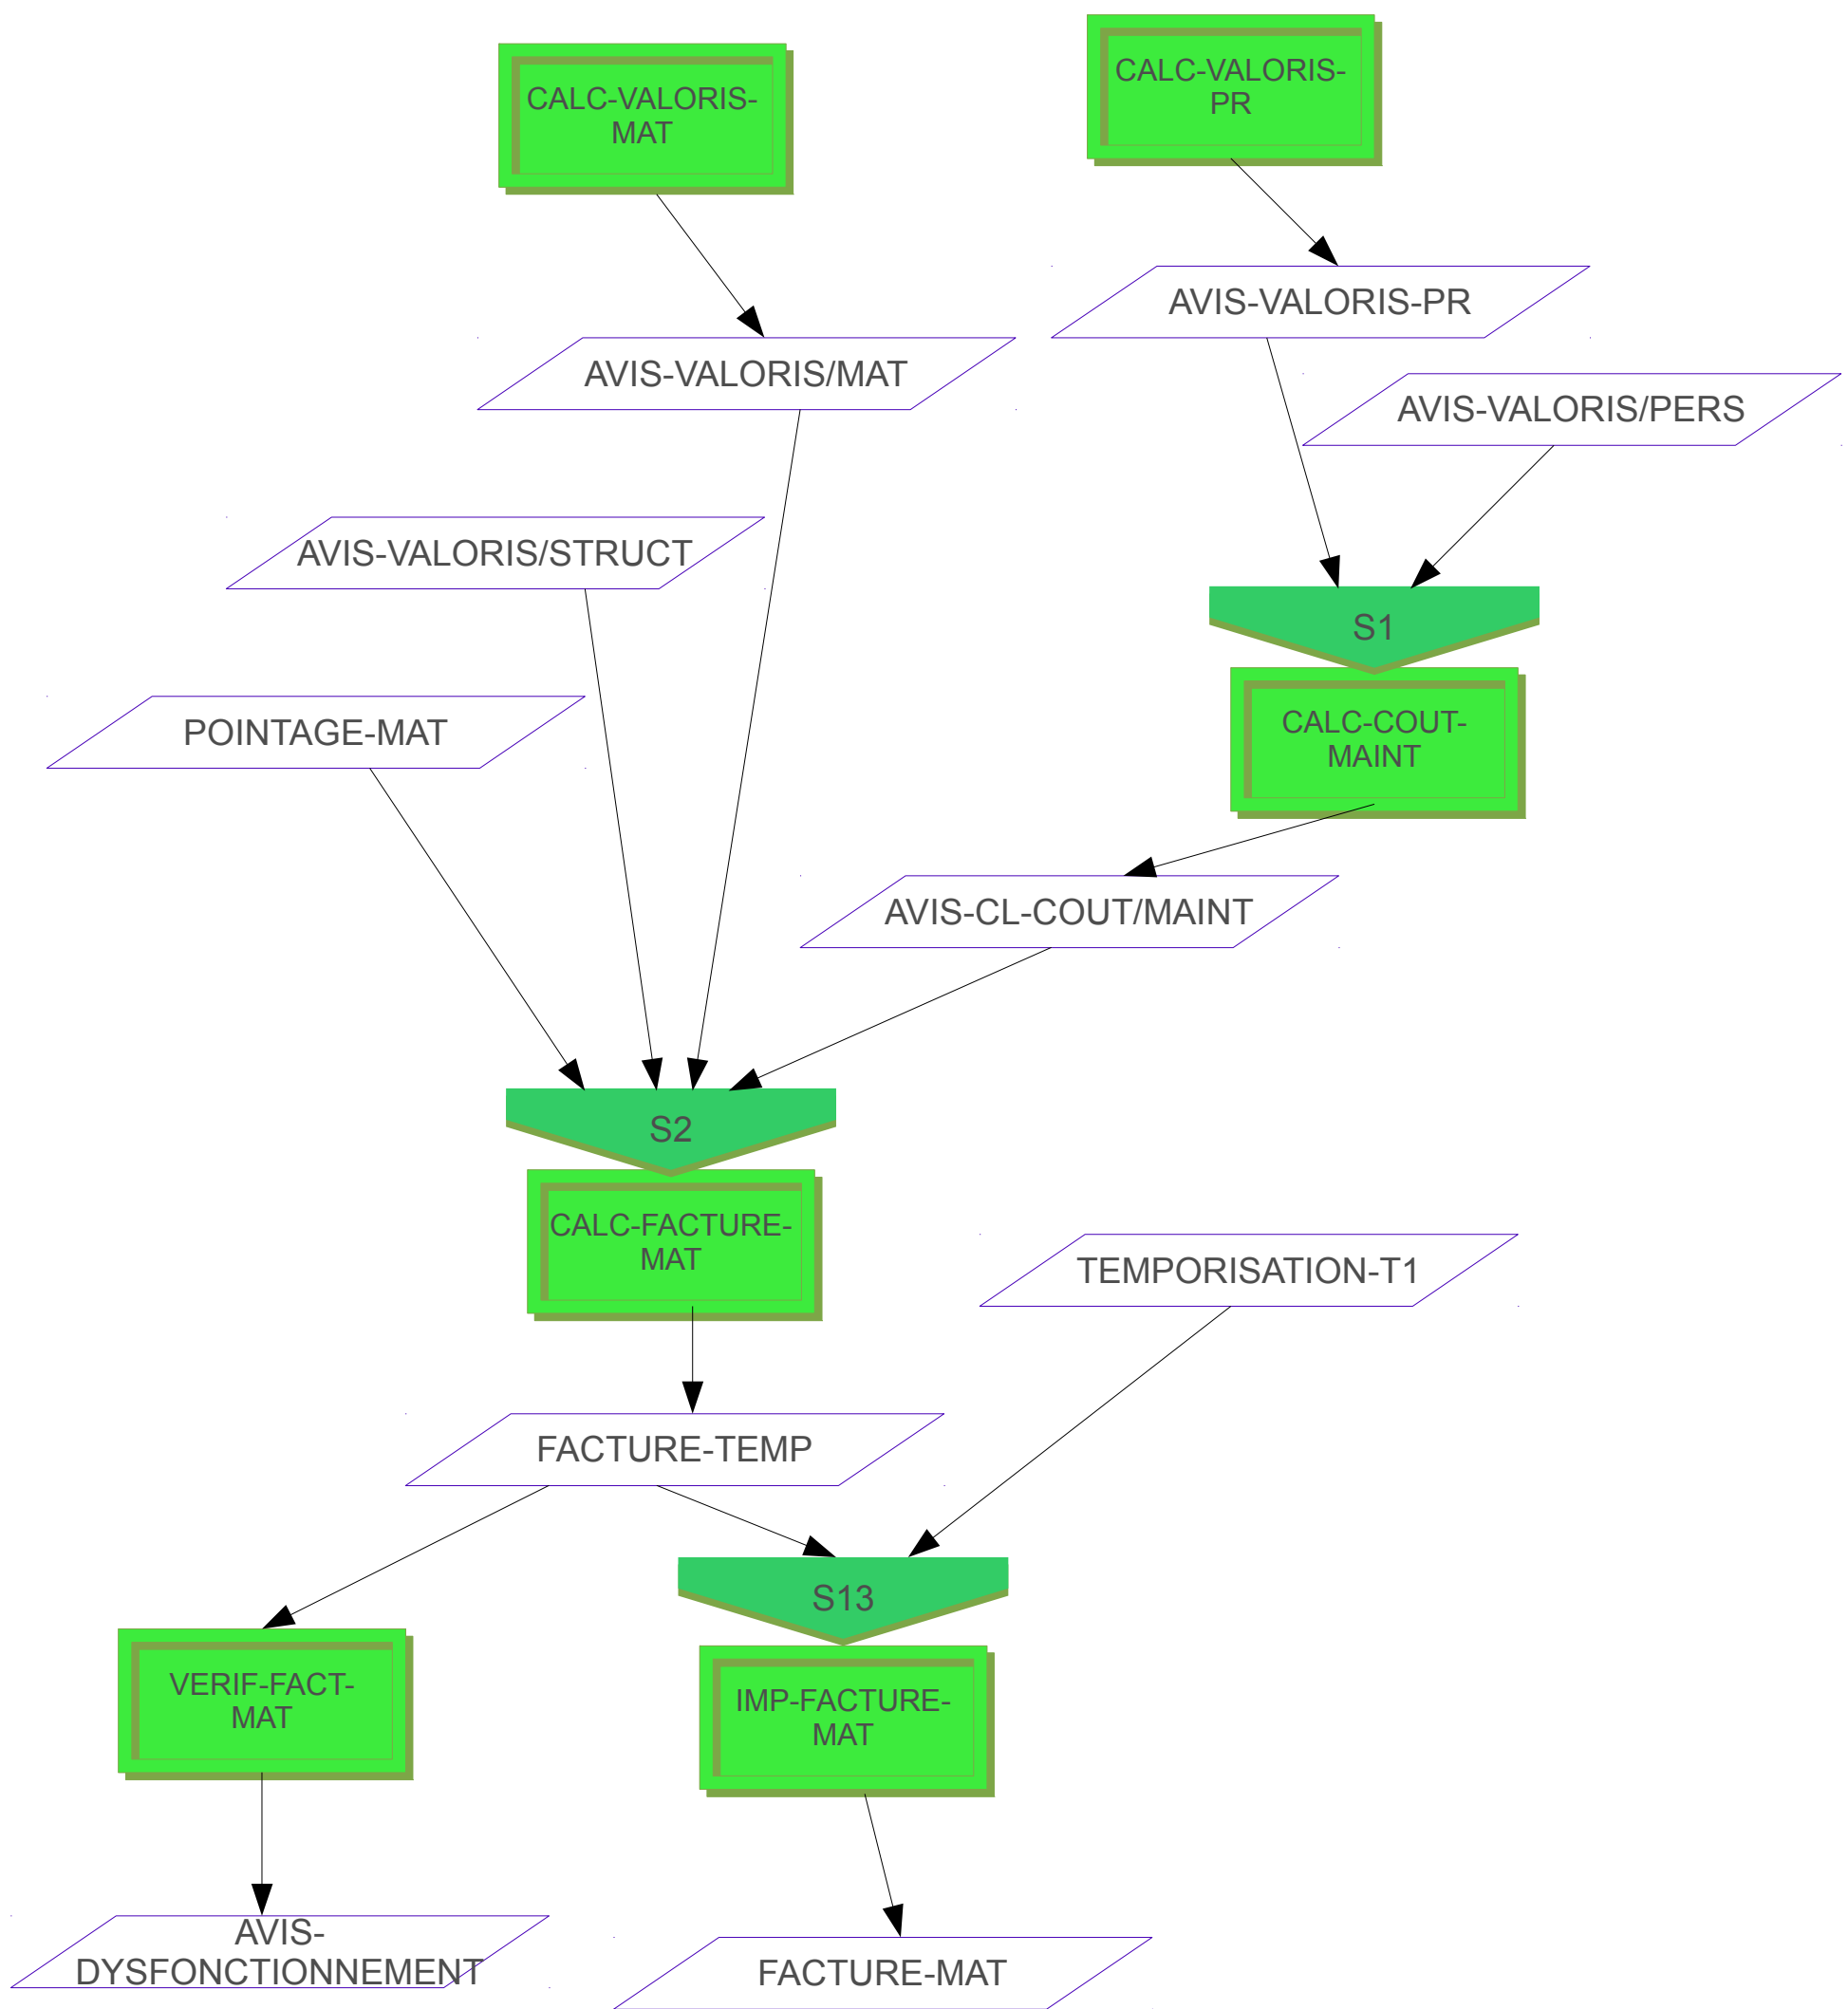 CALC-VALORIS-
PR
CALC-VALORIS-
MAT
AVIS-VALORIS-PR
AVIS-VALORIS/MAT
AVIS-VALORIS/PERS
AVIS-VALORIS/STRUCT
S1
POINTAGE-MAT
CALC-COUT-
MAINT
AVIS-CL-COUT/MAINT
S2
CALC-FACTURE-
MAT
TEMPORISATION-T1
FACTURE-TEMP
S13
VERIF-FACT-
MAT
IMP-FACTURE-
MAT
AVIS-
DYSFONCTIONNEMENT
FACTURE-MAT